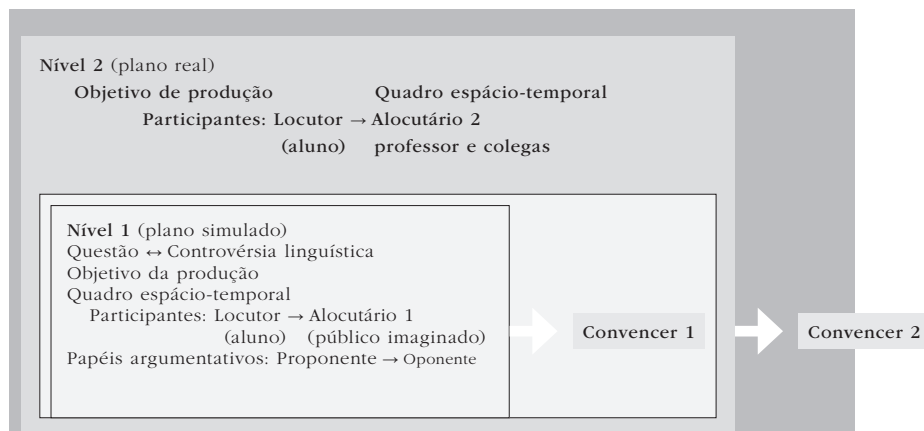 Nível 2 (plano real)
Objetivo de produção Quadro espácio-temporal
Participantes: Locutor → Alocutário 2
(aluno) professor e colegas
Nível 1 (plano simulado)
Questão ↔ Controvérsia linguística
Objetivo da produção
Quadro espácio-temporal
Participantes: Locutor → Alocutário 1
(aluno) (público imaginado)
Papéis argumentativos: Proponente → Oponente
Convencer 1
Convencer 2